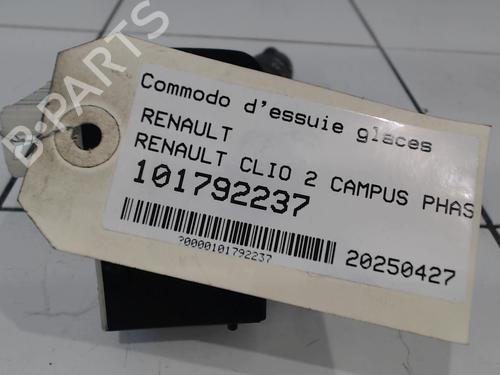 B-PARTS
Commodo d'essuie glaces
RENAULT
RENAULT CLIO 2 CAMPUS PHAS
101792237
?0000101792237
20250427